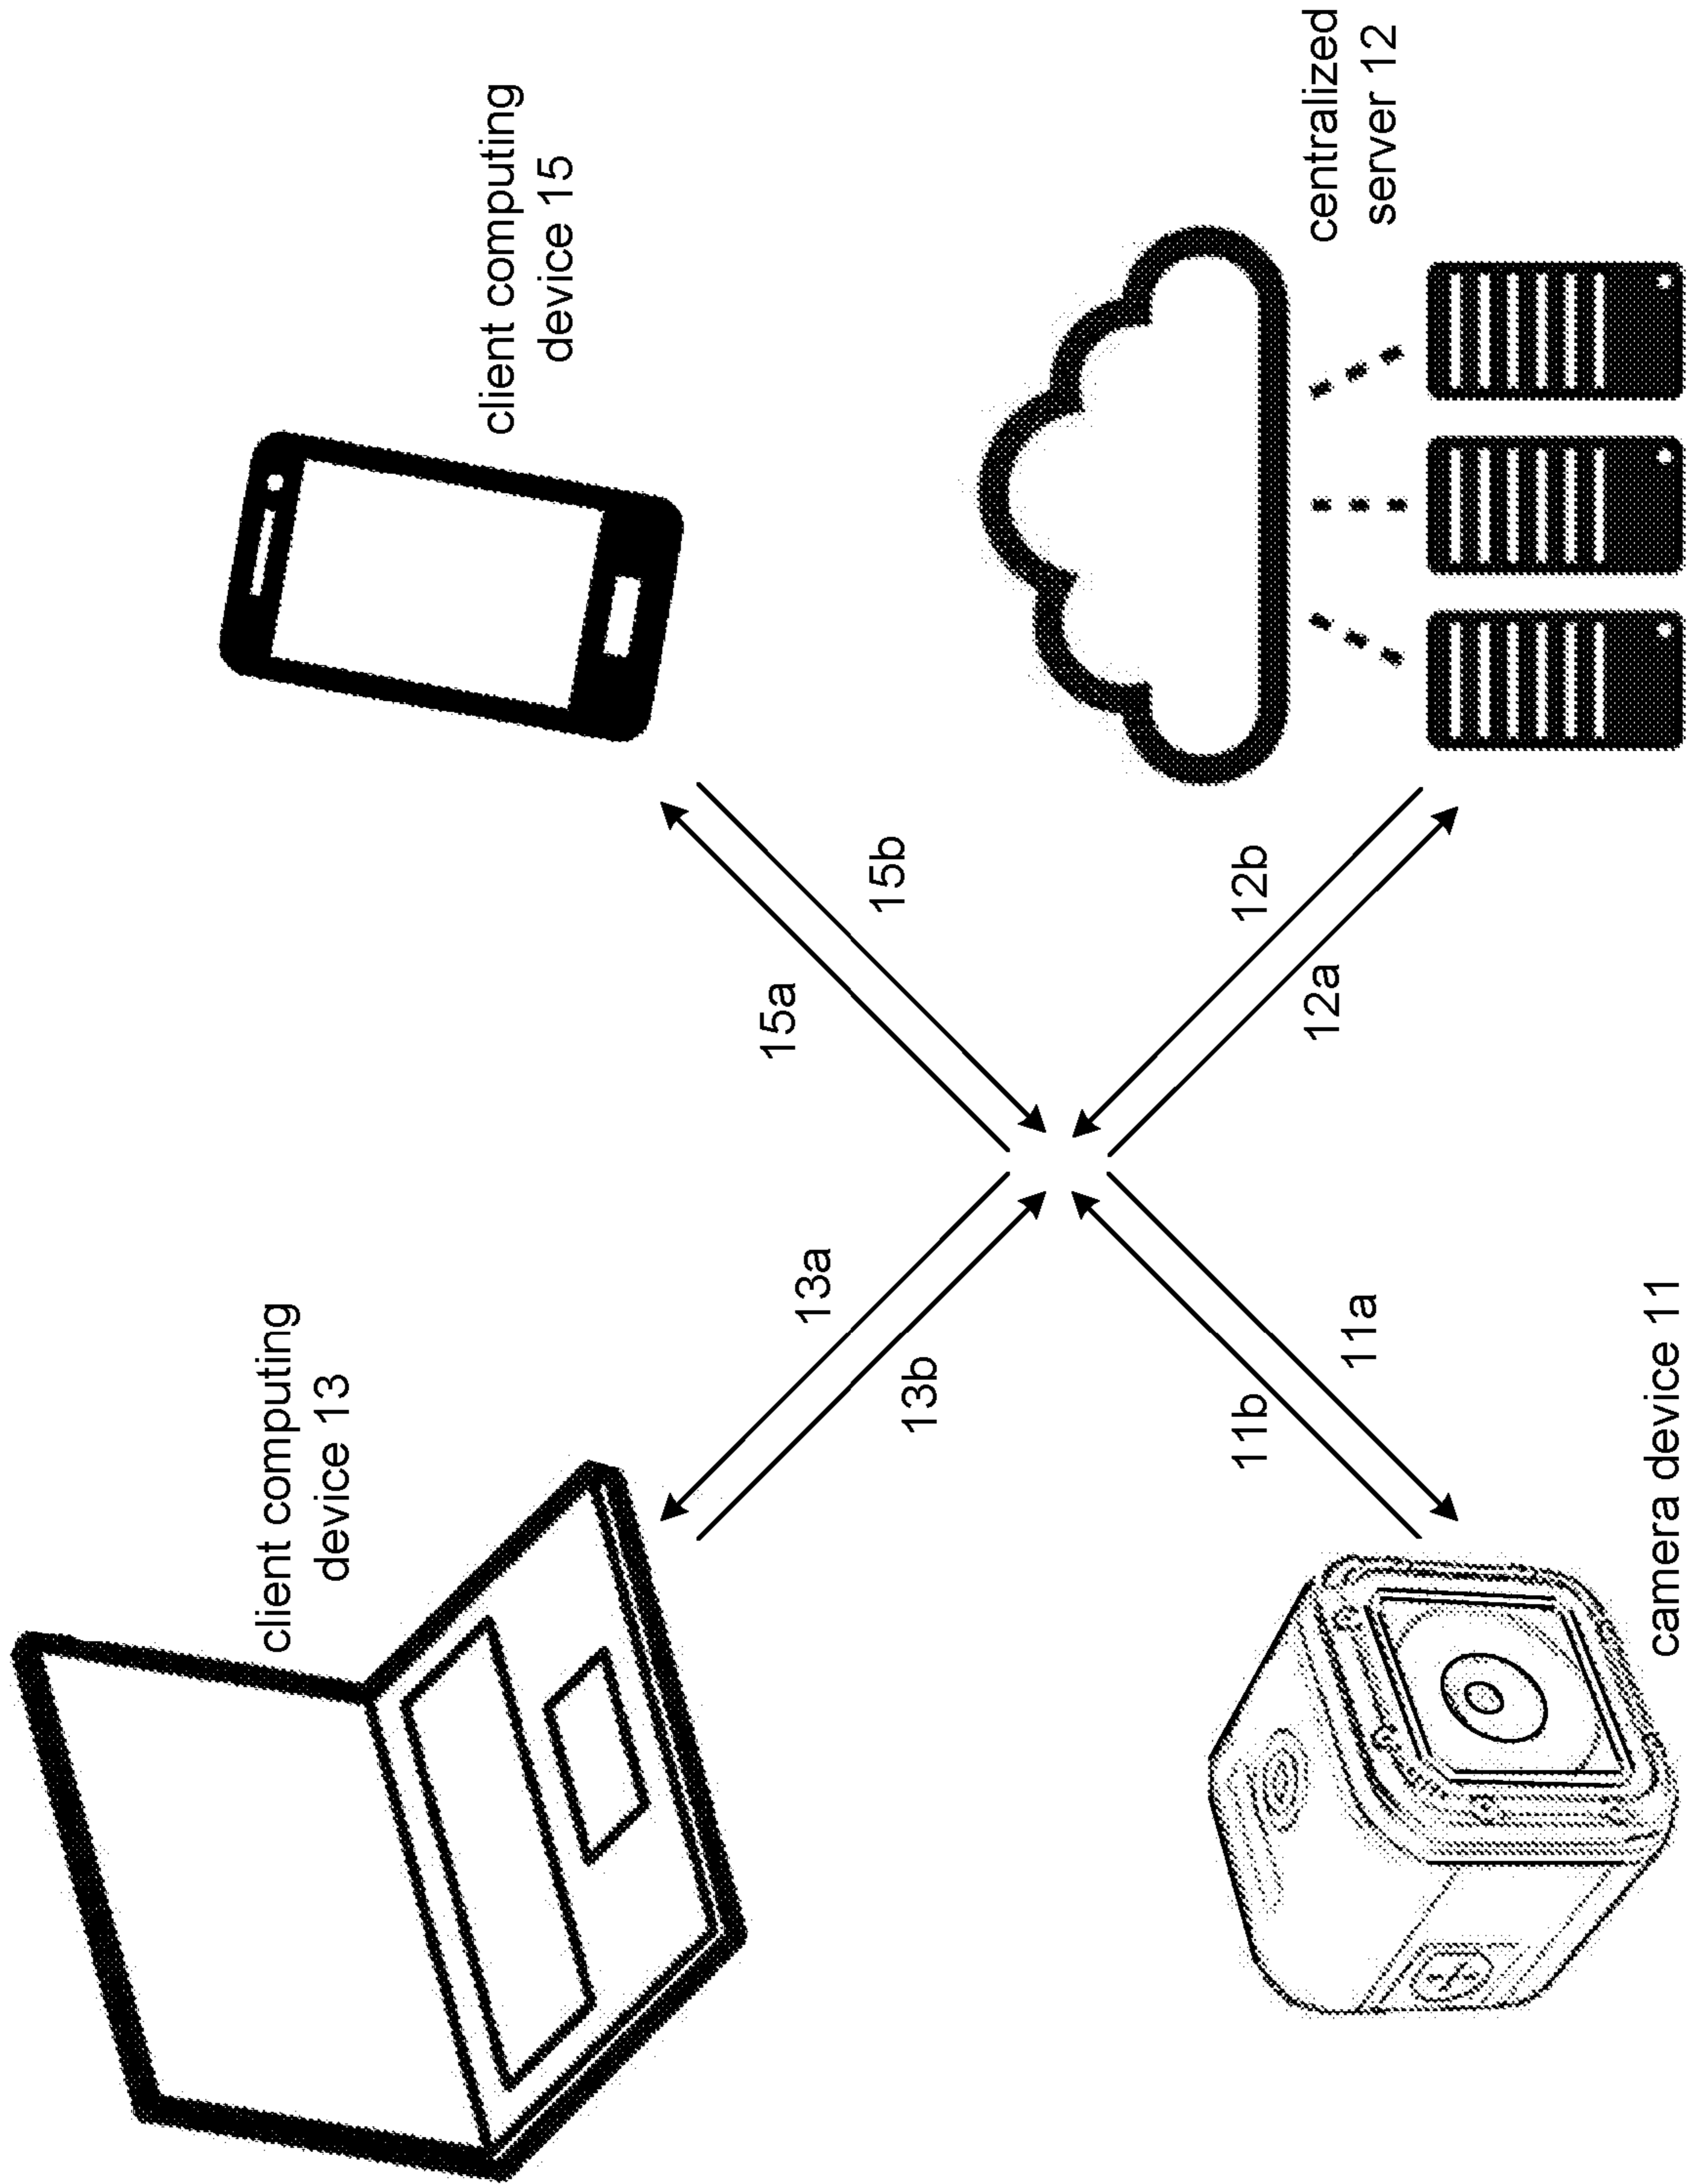 client computing
device 13
client computing
device 15
13a
13b
15a
15b
11b
11a
12b
12a
camera device 11
centralized
server 12